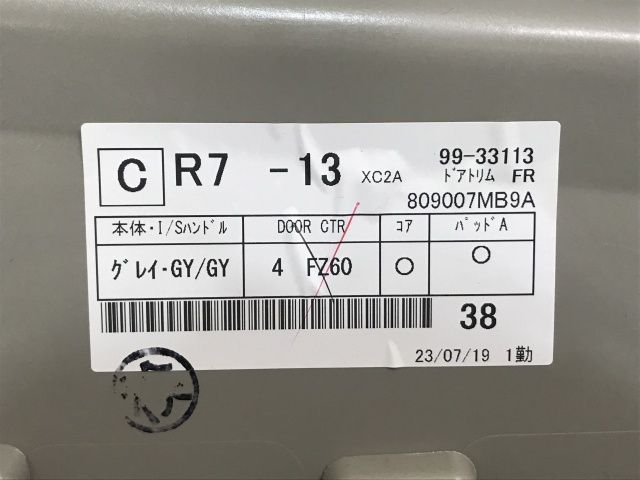 C R7 -13 XC2A 99-33113
ﾄﾞｱﾄﾘﾑ FR
809007MB9A
本体・I/Sﾊﾝﾄﾞﾙ DOOR CTR ｺｱ ﾊﾟｯﾄﾞA
ｸﾞﾚｲ・GY/GY 4 FZ60 〇 〇
38
23/07/19 1勤